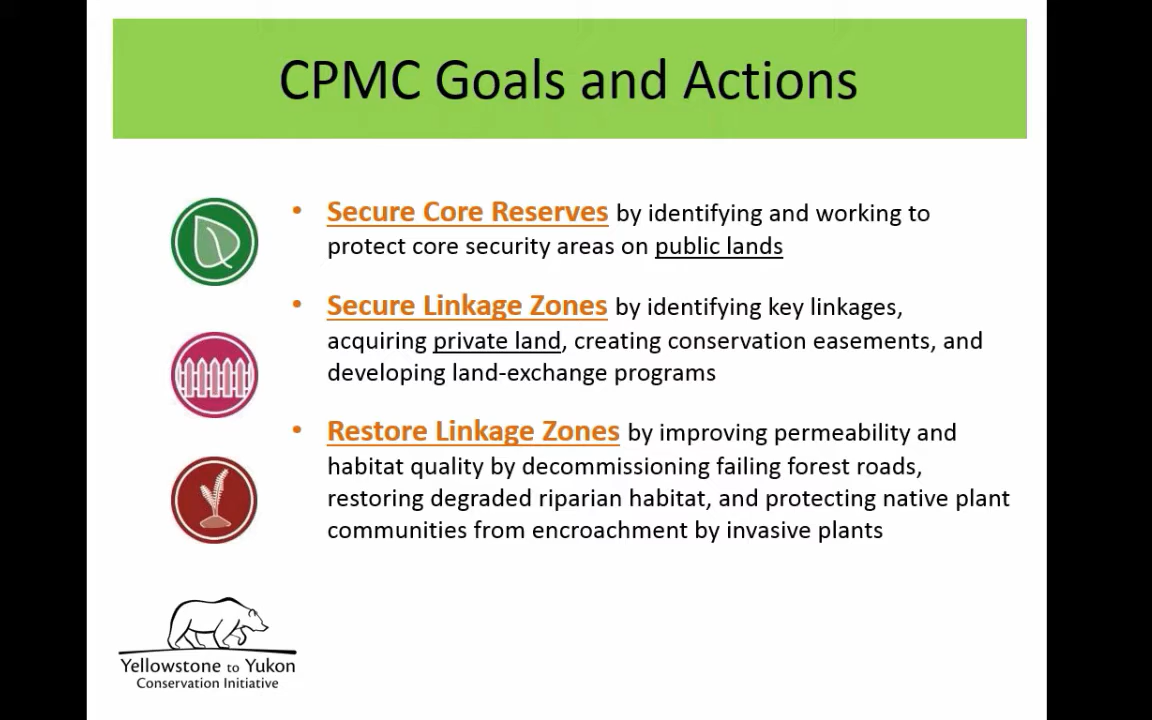 CPMC Goals and Actions
• Secure Core Reserves by identifying and working to
protect core security areas on public lands
• Secure Linkage Zones by identifying key linkages,
acquiring private land, creating conservation easements, and
developing land-exchange programs
• Restore Linkage Zones by improving permeability and
habitat quality by decommissioning failing forest roads,
restoring degraded riparian habitat, and protecting native plant
communities from encroachment by invasive plants
Yellowstone to Yukon
Conservation Initiative